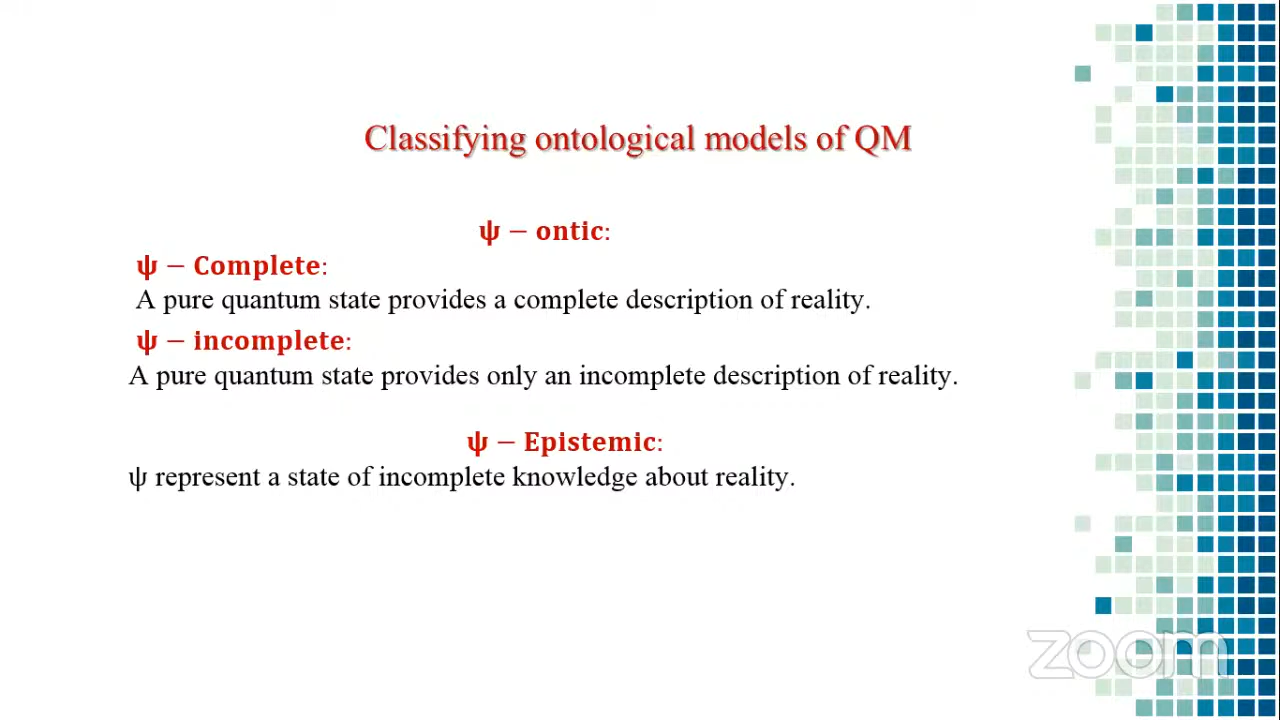 Classifying ontological models of QM
ψ − ontic:
ψ − Complete:
A pure quantum state provides a complete description of reality.
ψ − incomplete:
A pure quantum state provides only an incomplete description of reality.
ψ − Epistemic:
ψ represent a state of incomplete knowledge about reality.
zoom